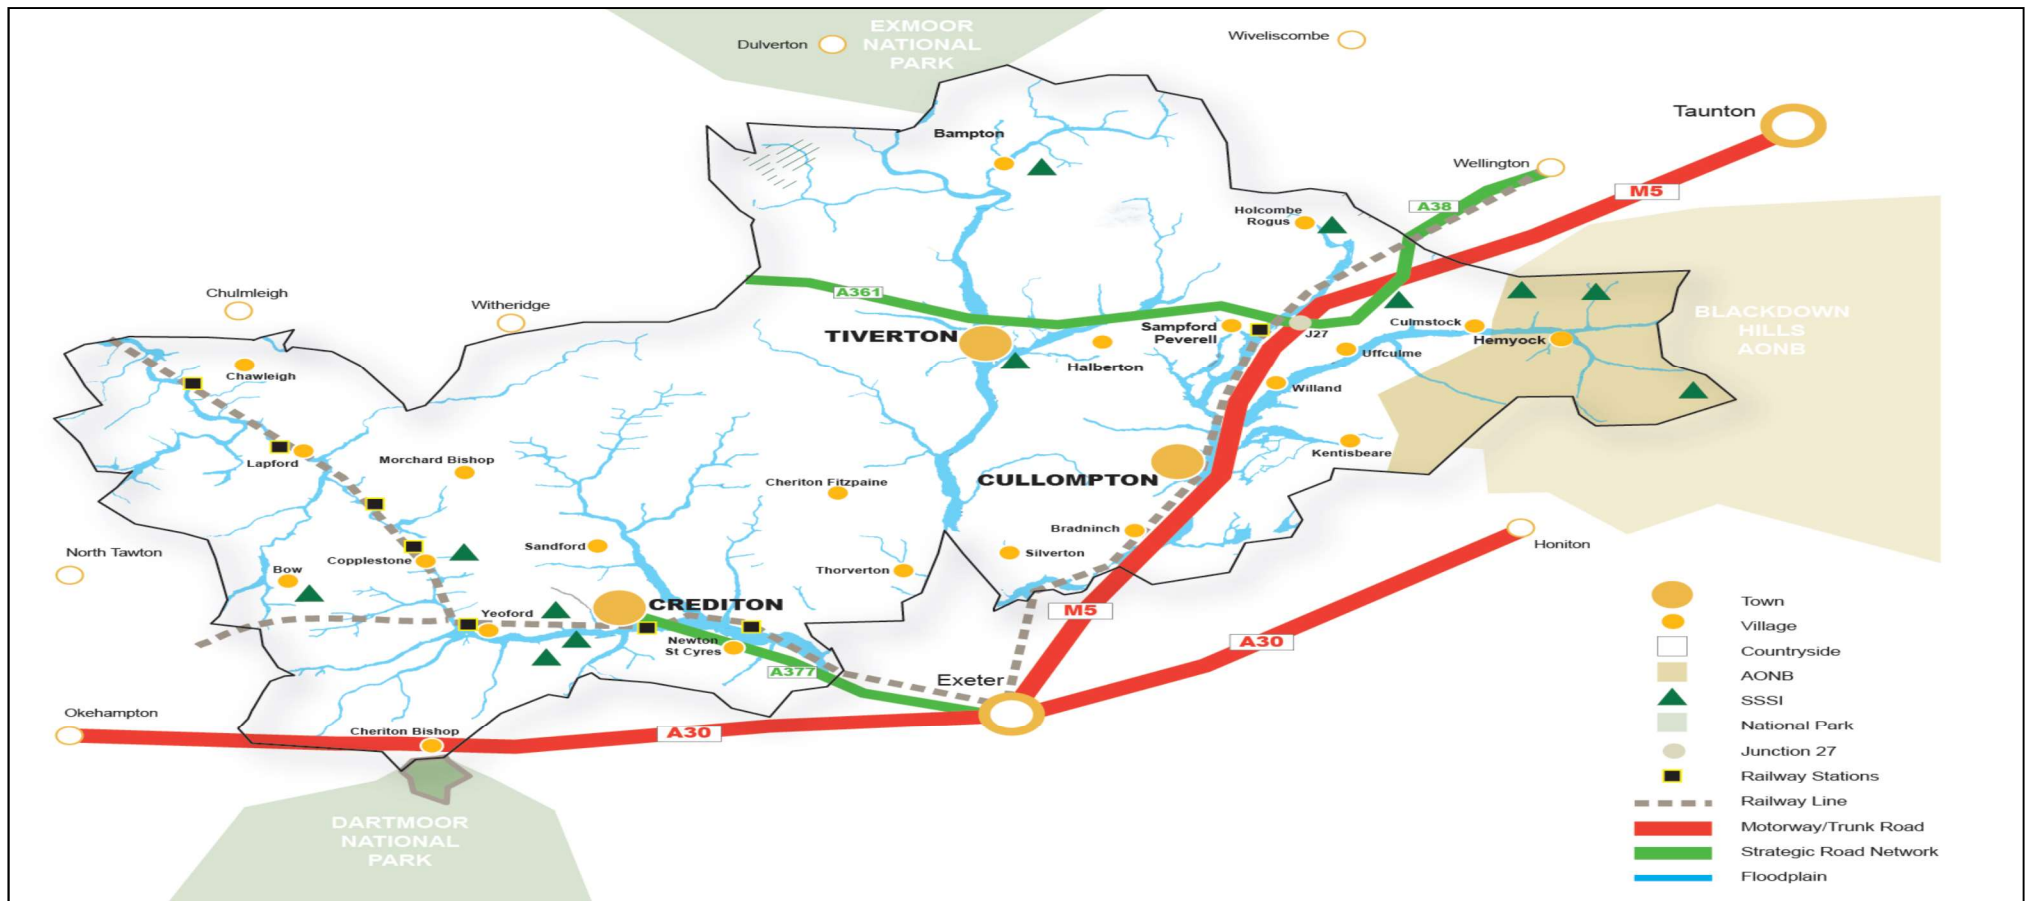 EXMOOR
NATIONAL
PARK
Dulverton
Wiveliscombe
Taunton
Bampton
Wellington
M5
A38
Holcombe
Rogus
Chulmleigh
Witheridge
A361
TIVERTON
Sampford
Peverell
J27
Culmstock
Hemyock
BLACKDOWN
HILLS
AONB
Uffculme
Halberton
Chawleigh
Willand
Lapford
Morchard Bishop
Cheriton Fitzpaine
CULLOMPTON
Kentisbeare
Bradninch
Honiton
North Tawton
Bow
Copplestone
Sandford
Silverton
Thorverton
Yeoford
CREDITON
M5
Newton
St Cyres
A377
A30
Exeter
Okehampton
Cheriton Bishop
A30
DARTMOOR
NATIONAL
PARK
Town
Village
Countryside
AONB
SSSI
National Park
Junction 27
Railway Stations
Railway Line
Motorway/Trunk Road
Strategic Road Network
Floodplain